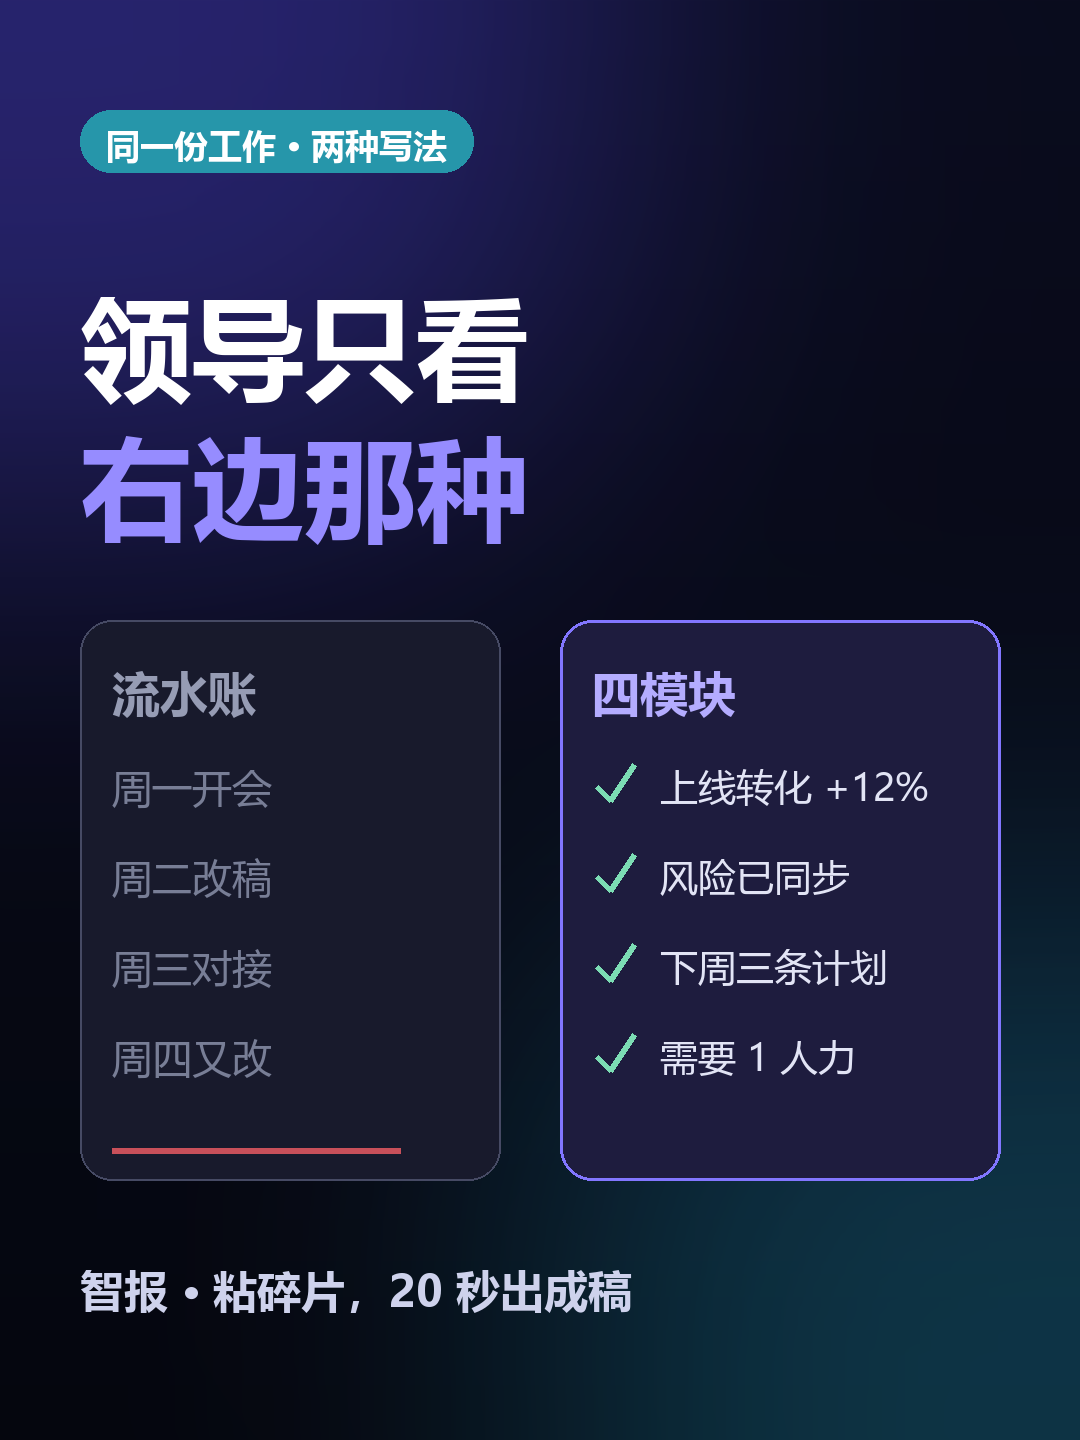 同一份工作 • 两种写法
领导只看
右边那种
流水账
周一开会
周二改稿
周三对接
周四又改
四模块
上线转化 +12%
风险已同步
下周三条计划
需要 1 人力
智报 • 粘碎片，20 秒出成稿